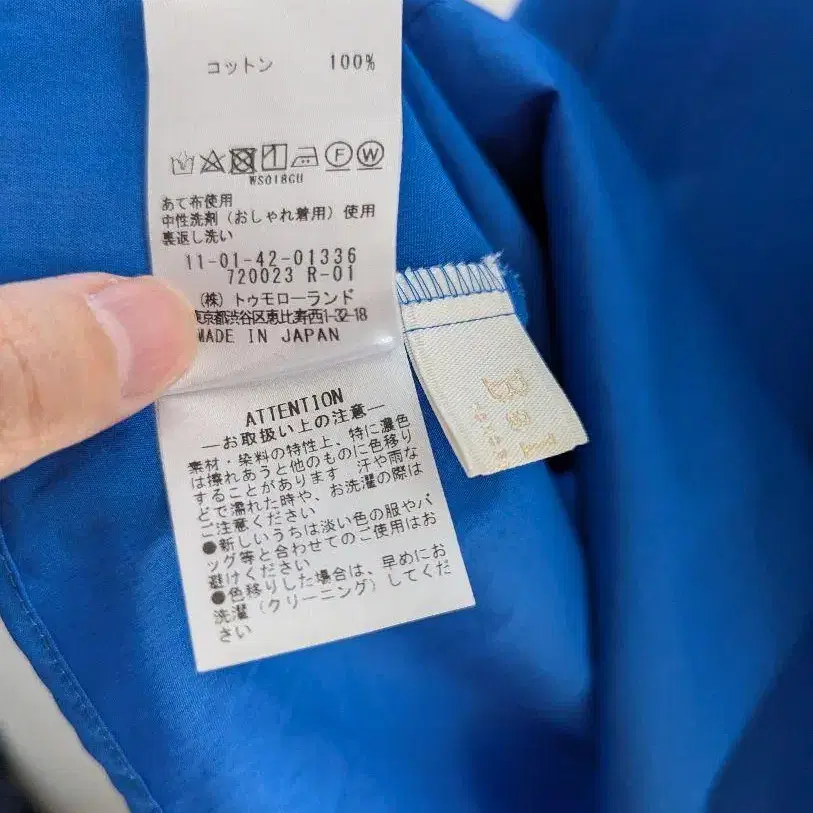 コットン 100%
F W
WS018GU
あて布使用
中性洗剤（おしゃれ着用）使用
裏返し洗い
11-01-42-01336
720023 R-01
（株）トゥモローランド
東京都渋谷区恵比寿西1-32-18
MADE IN JAPAN
ATTENTION
―お取扱い上の注意―
素材・染料の特性上、特に濃色
は擦れあうと他のものに色移り
することがあります 汗や雨な
どで濡れた時や、お洗濯の際は
ご注意ください
●新しいうちは淡い色の服やバ
ッグ等と合わせてのご使用はお
避けください
●色移りした場合は、早めにお
洗濯（クリーニング）してくだ
さい